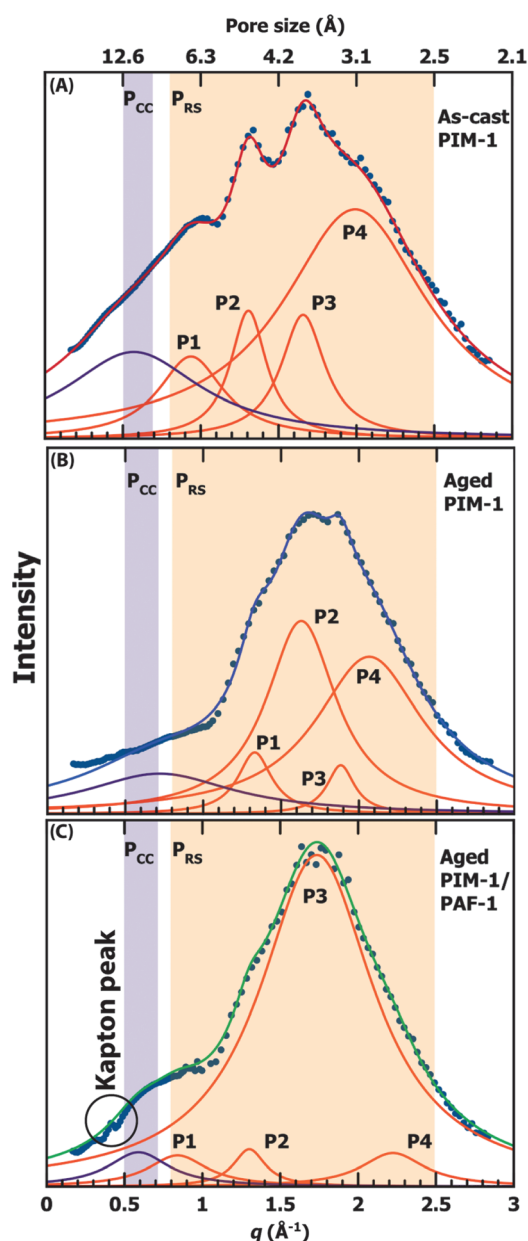 Pore size (Å)
12.6 6.3 4.2 3.1 2.5 2.1
(A) PCC PRS As-cast
PIM-1
P4
P2 P3
P1
(B) PCC PRS Aged
PIM-1
P2
P4
P1
P3
Intensity
(C) PCC PRS Aged
PIM-1/
PAF-1
P3
Kapton peak
P1 P2 P4
0 0.5 1 1.5 2 2.5 3
q (Å-1)